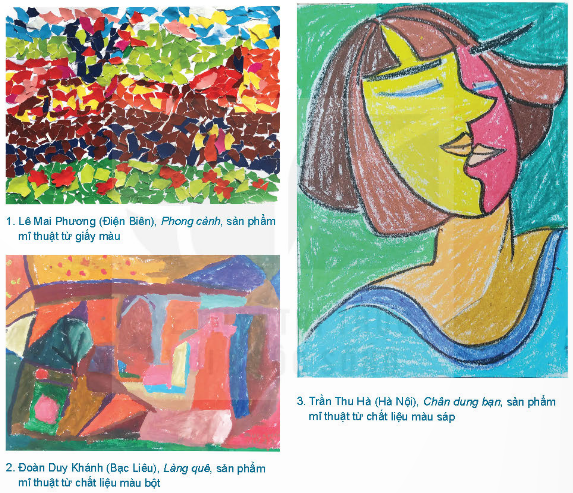 1. Lê Mai Phương (Điện Biên), Phong cảnh, sản phẩm
mĩ thuật từ giấy màu
2. Đoàn Duy Khánh (Bạc Liêu), Làng quê, sản phẩm
mĩ thuật từ chất liệu màu bột
3. Trần Thu Hà (Hà Nội), Chân dung bạn, sản phẩm
mĩ thuật từ chất liệu màu sáp